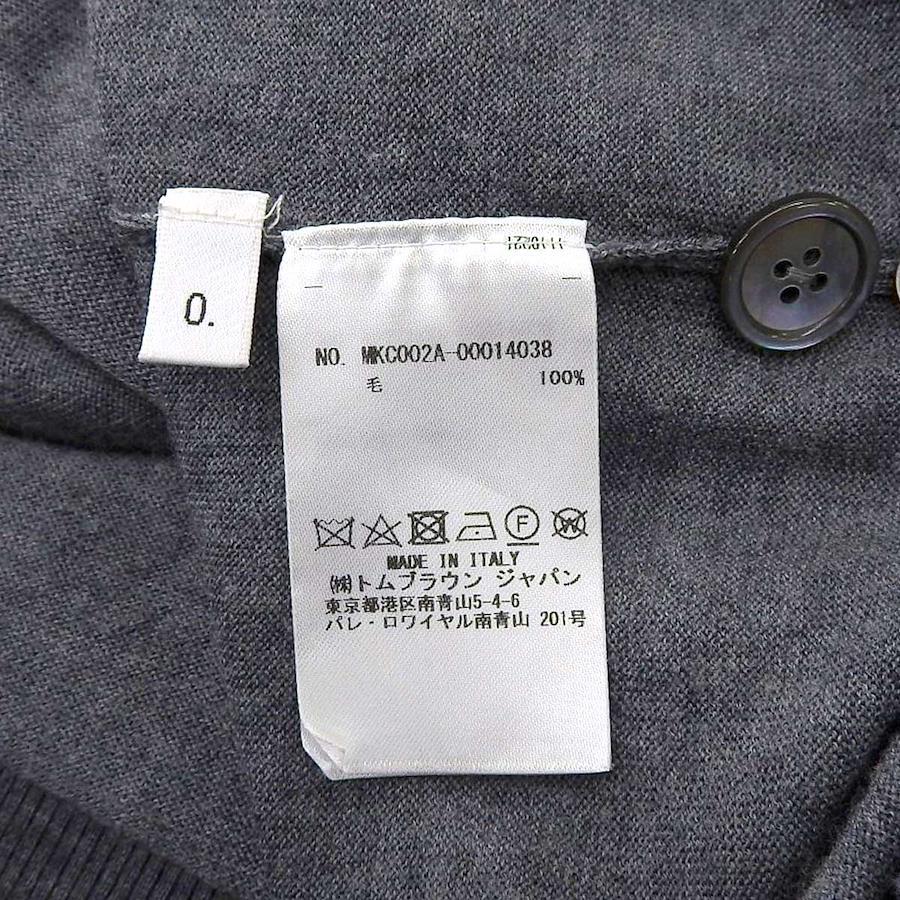 0.
NO. MKC002A-00014038
毛 100%
F
W
MADE IN ITALY
㈱トムブラウン ジャパン
東京都港区南青山5-4-6
パレ・ロワイヤル南青山 201号